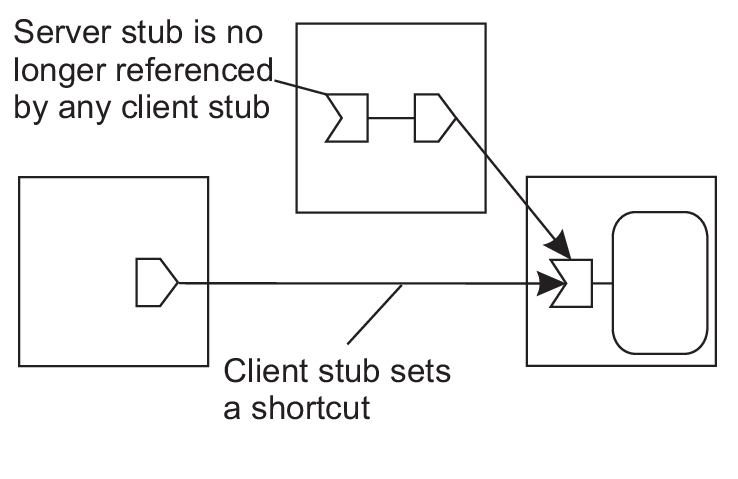 Server stub is no
longer referenced
by any client stub
Client stub sets
a shortcut